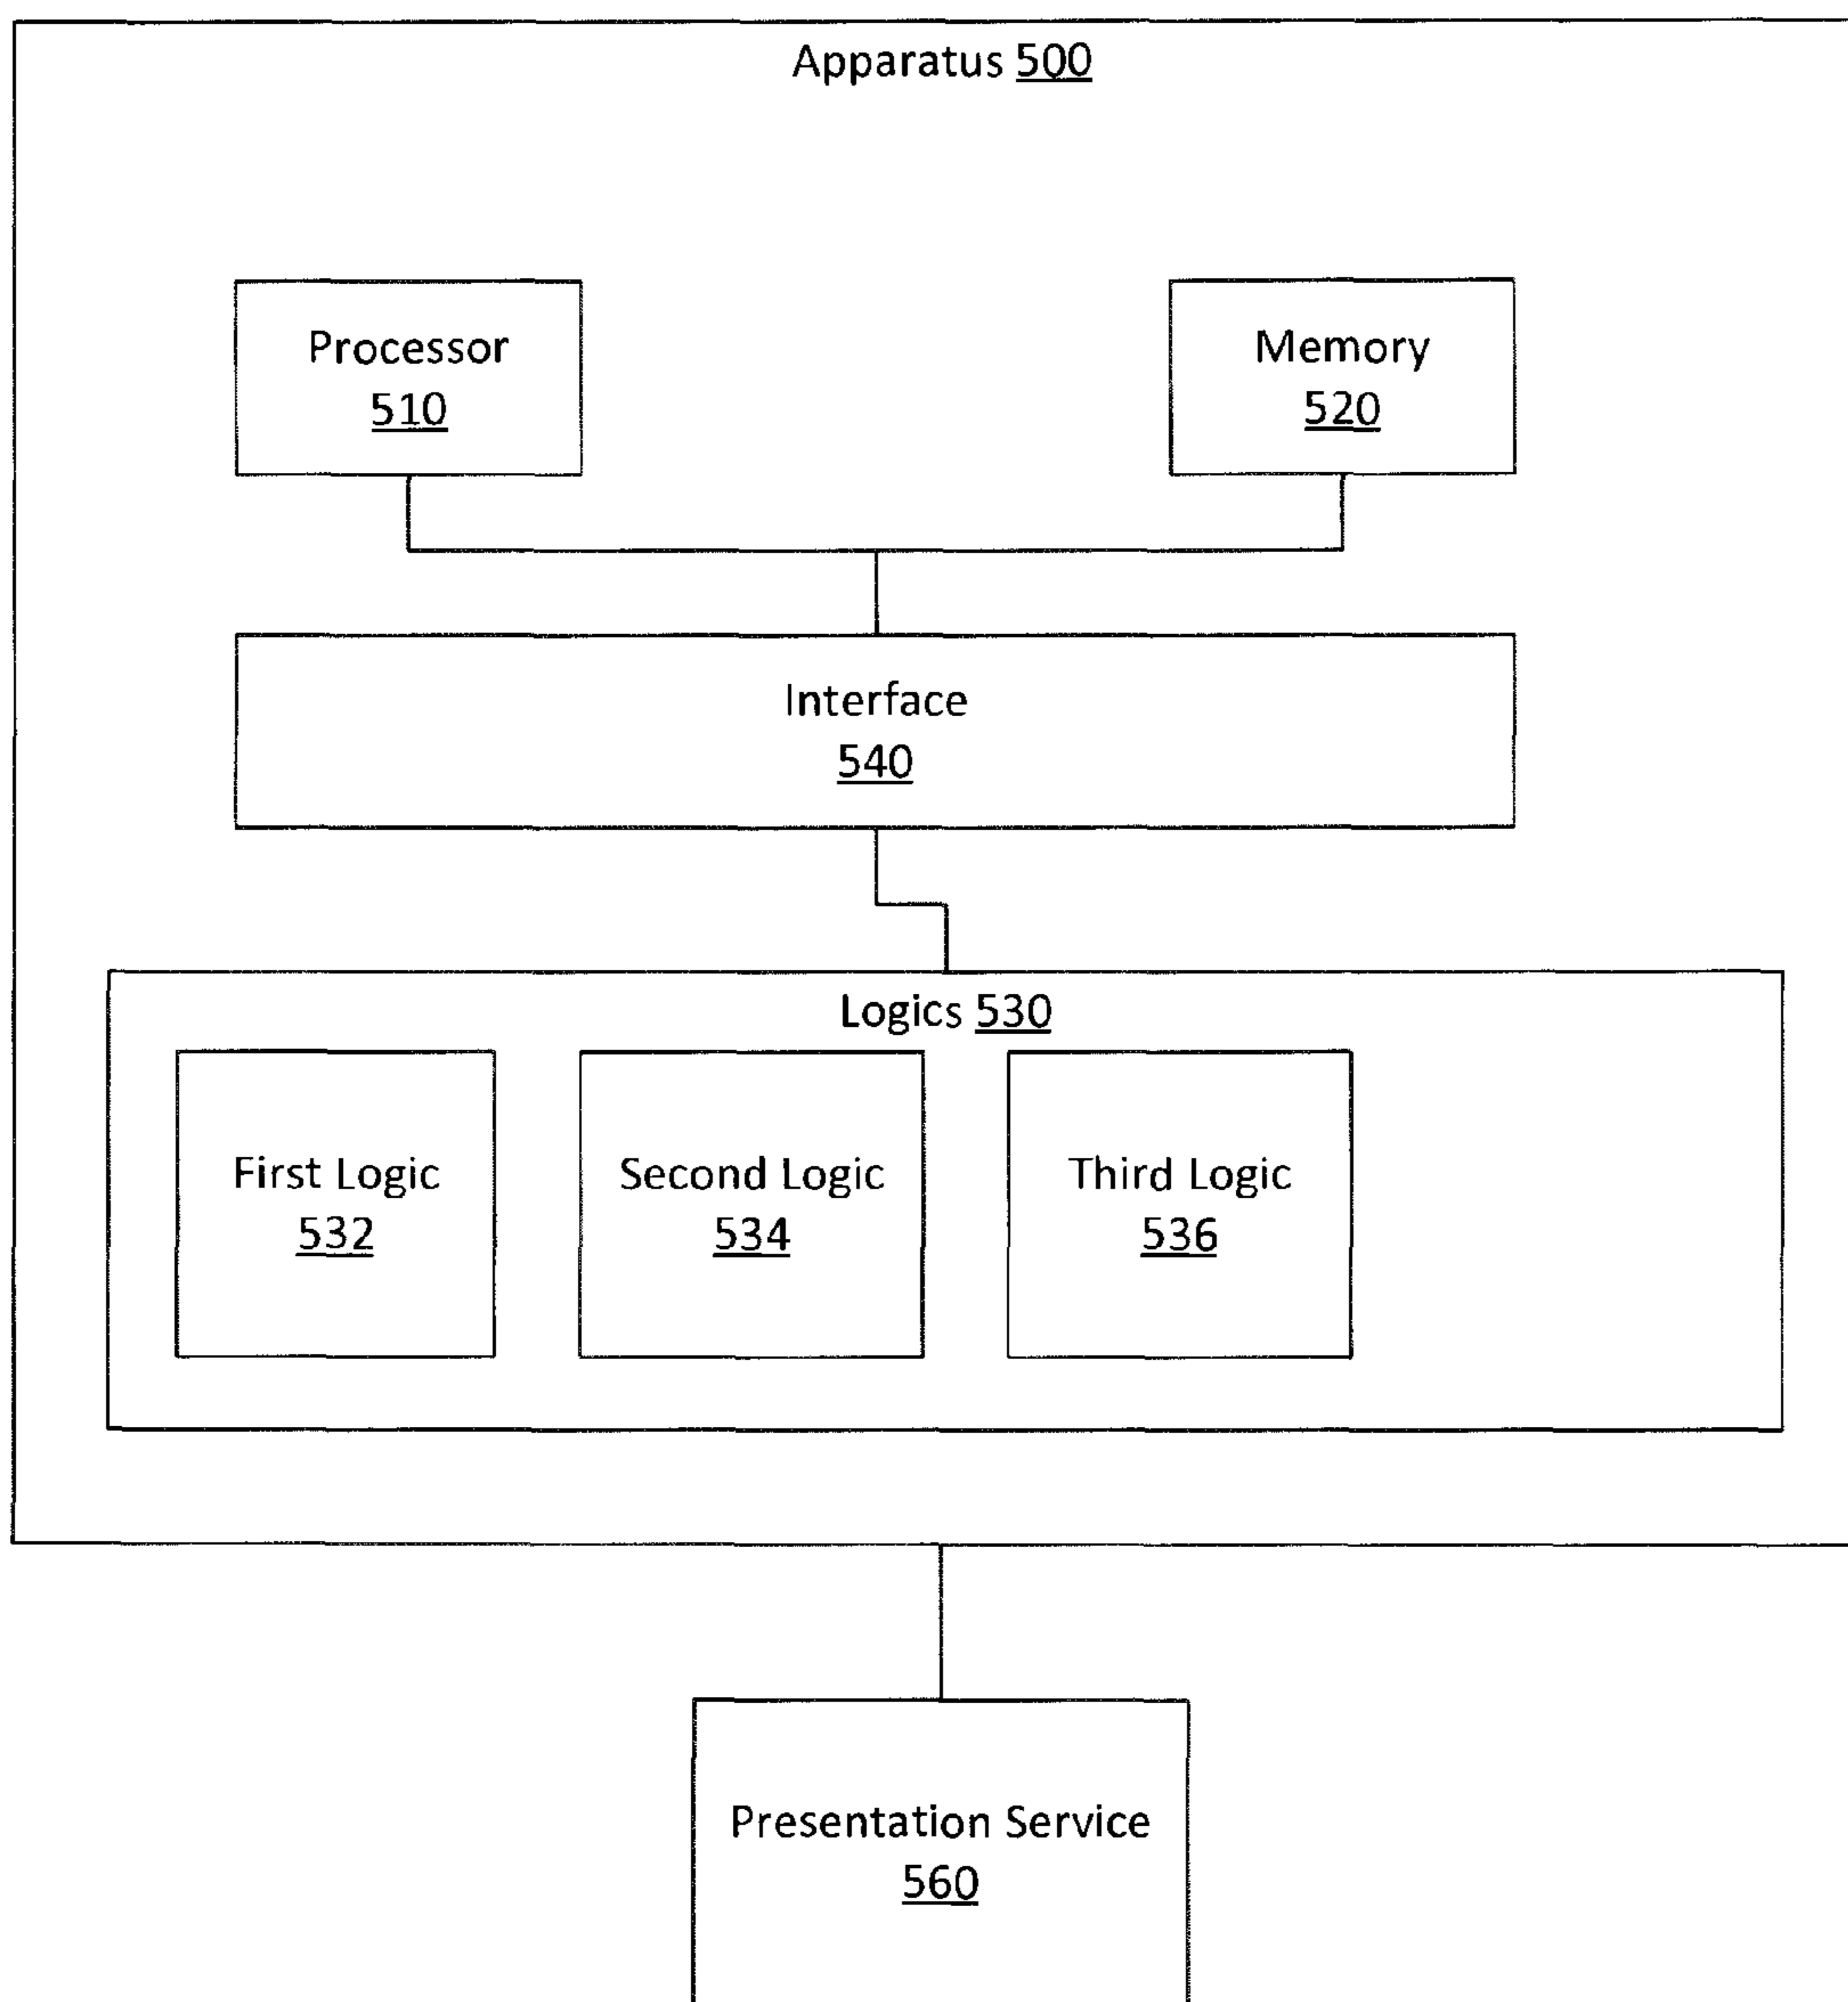 Apparatus 500
Processor
510
Memory
520
Interface
540
Logics 530
First Logic
532
Second Logic
534
Third Logic
536
Presentation Service
560